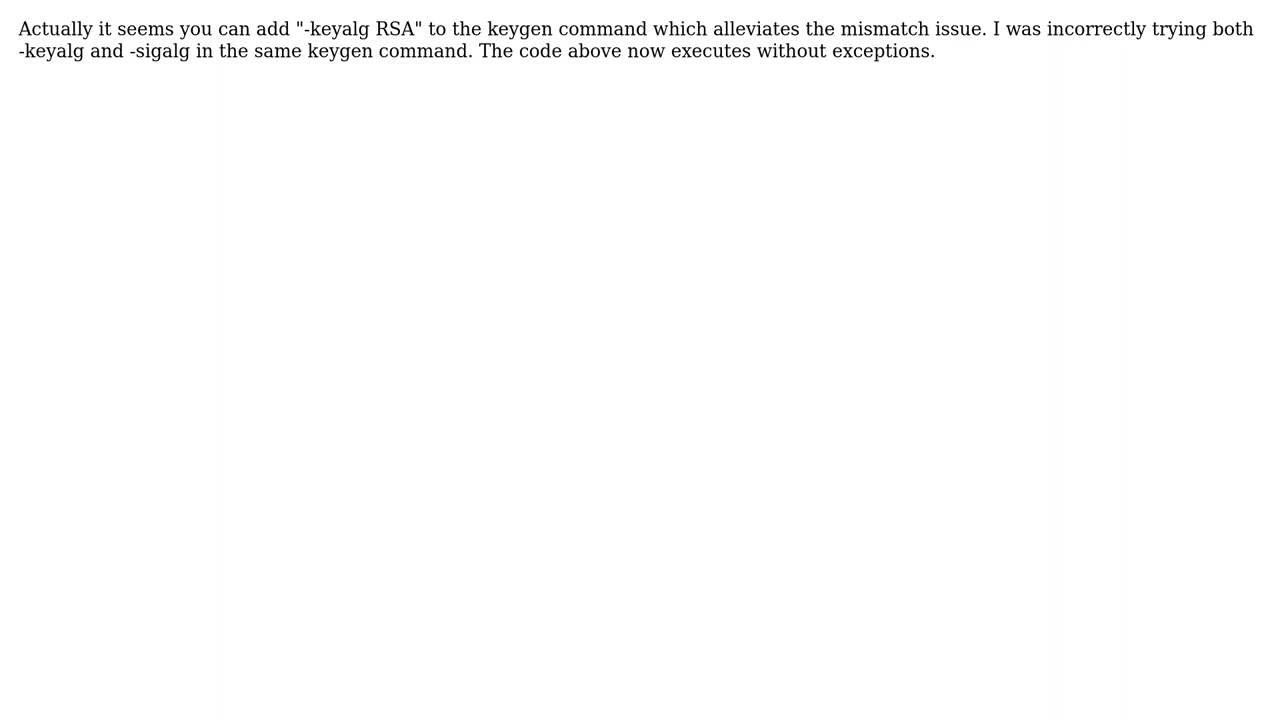 Actually it seems you can add "-keyalg RSA" to the keygen command which alleviates the mismatch issue. I was incorrectly trying both
-keyalg and -sigalg in the same keygen command. The code above now executes without exceptions.